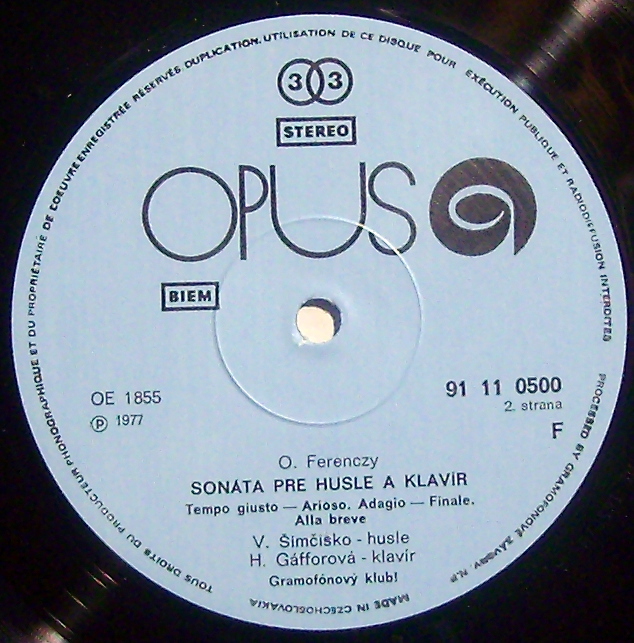 TOUS DROITS DU PRODUCTEUR PHONOGRAPHIQUE ET DU PROPRIÉTAIRE DE L'OEUVRE ENREGISTRÉE RÉSERVÉS. DUPLICATION. UTILISATION DE CE DISQUE POUR EXÉCUTION PUBLIQUE ET RADIODIFFUSION INTERDITES
PROCESSED BY GRAMOFONOVÉ ZÁVODY, N.P.
MADE IN CZECHOSLOVAKIA
33
STEREO
OPUS
BIEM
OE 1855
91 11 0500
Ⓟ 1977
2. strana
F
O. Ferenczy
SONÁTA PRE HUSLE A KLAVÍR
Tempo giusto — Arioso. Adagio — Finale.
Alla breve
V. Šimčisko - husle
H. Gáfforová - klavír
Gramofónový klub!